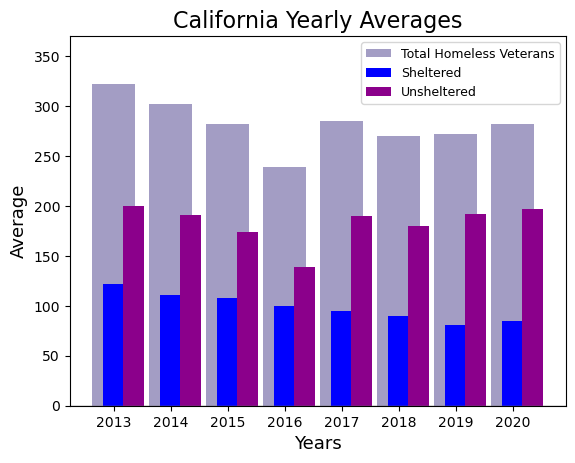 California Yearly Averages
Total Homeless Veterans
Sheltered
Unsheltered
350
300
250
200
150
100
50
0
Average
2013 2014 2015 2016 2017 2018 2019 2020
Years